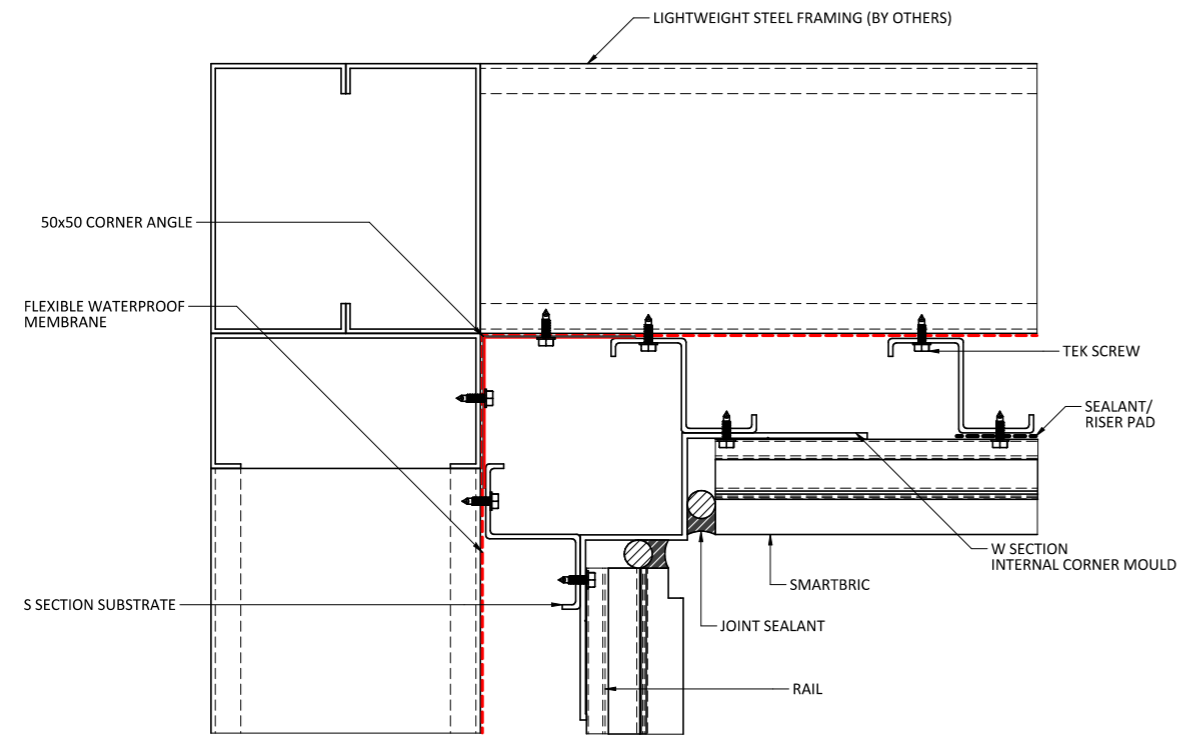 LIGHTWEIGHT STEEL FRAMING (BY OTHERS)
50x50 CORNER ANGLE
FLEXIBLE WATERPROOF
MEMBRANE
TEK SCREW
SEALANT/
RISER PAD
W SECTION
INTERNAL CORNER MOULD
SMARTBRIC
S SECTION SUBSTRATE
JOINT SEALANT
RAIL